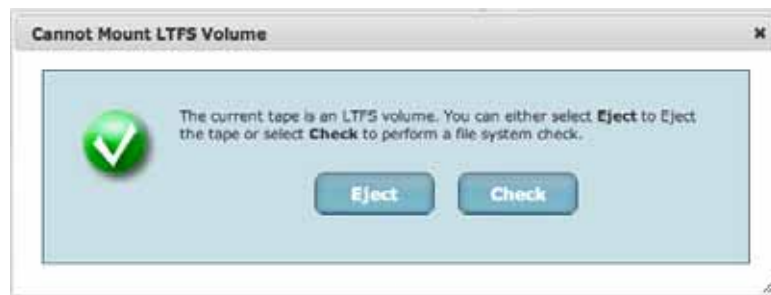 Cannot Mount LTFS Volume
The current tape is an LTFS volume. You can either select Eject to Eject
the tape or select Check to perform a file system check.
Eject Check